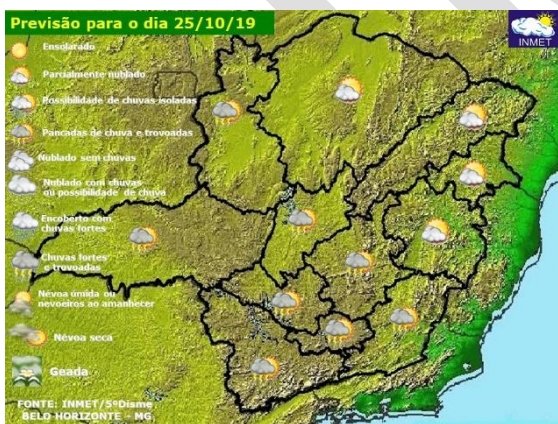 Previsão para o dia 25/10/19
INMET
Ensolarado
Parcialmente nublado
Possibilidade de chuvas isoladas
Pancadas de chuva e trovoadas
Nublado sem chuvas
Nublado com chuvas
ou possibilidade de chuva
Encoberto com
chuvas fortes
Chuvas fortes
e trovoadas
Névoa úmida ou
nevoeiros ao amanhecer
Névoa seca
Geada
FONTE: INMET/5ºDisme
BELO HORIZONTE - MG.